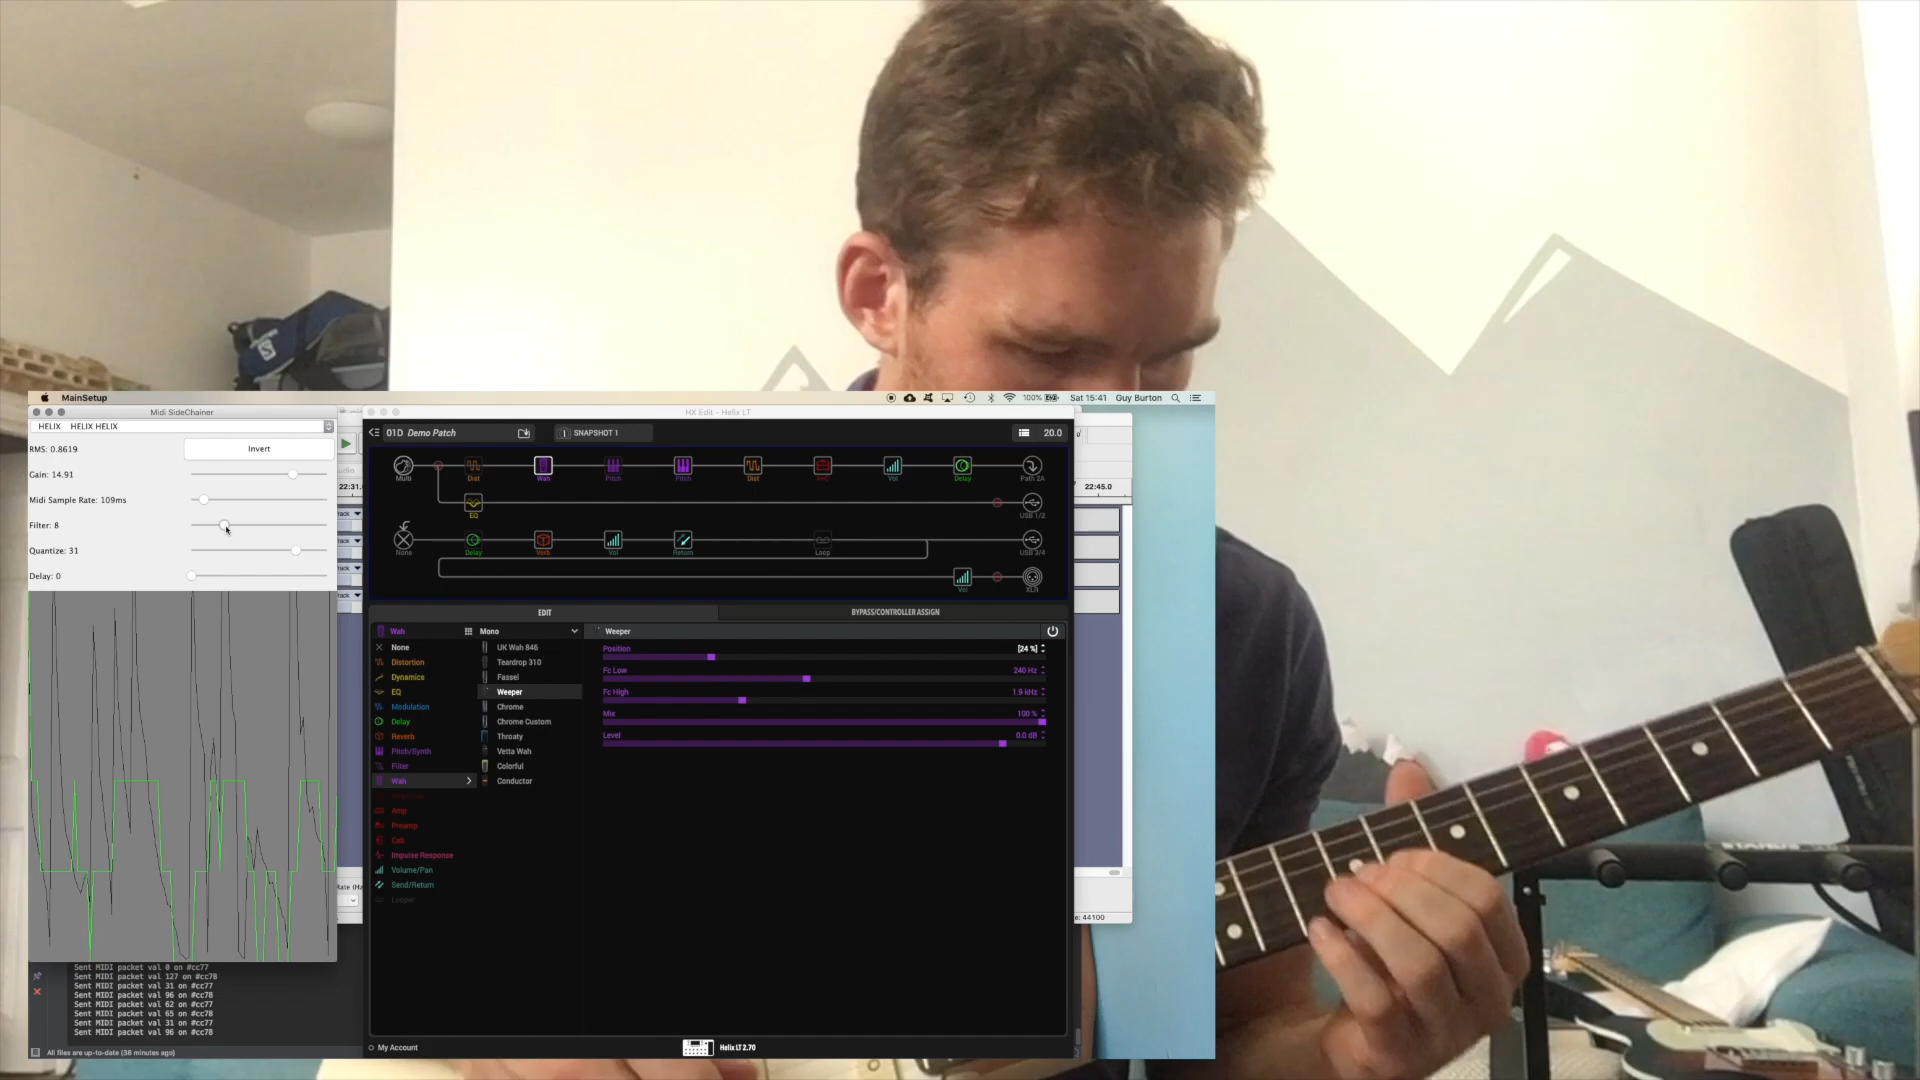 MainSetup
100%
Sat 15:41
Guy Burton
Midi SideChainer
HELIX HELIX HELIX
RMS: 0.8619
Invert
Gain: 14.91
Midi Sample Rate: 109ms
Filter: 8
Quantize: 31
Delay: 0
22:31.
22:45.0
HX Edit - Helix LT
01D Demo Patch
SNAPSHOT 1
20.0
Multi
Dist
Wah
Pitch
Pitch
Dist
Vol
Delay
Path 2A
EQ
USB 1/2
None
Delay
Verb
Vol
Return
Loop
USB 3/4
Vol
XLR
EDIT
BYPASS/CONTROLLER ASSIGN
Wah
None
Distortion
Dynamics
EQ
Modulation
Delay
Reverb
Pitch/Synth
Filter
Wah
Amp
Preamp
Cab
Impulse Response
Volume/Pan
Send/Return
Looper
Mono
UK Wah 846
Teardrop 310
Fassel
Weeper
Chrome
Chrome Custom
Throaty
Vetta Wah
Colorful
Conductor
Weeper
Position [24 %]
Fc Low 240 Hz
Fc High 1.9 kHz
Mix 100 %
Level 0.0 dB
e: 44100
Sent MIDI packet val 0 on #cc77
Sent MIDI packet val 127 on #cc78
Sent MIDI packet val 31 on #cc77
Sent MIDI packet val 96 on #cc78
Sent MIDI packet val 62 on #cc77
Sent MIDI packet val 65 on #cc78
Sent MIDI packet val 31 on #cc77
Sent MIDI packet val 96 on #cc78
All files are up-to-date (38 minutes ago)
My Account
Helix LT 2.70